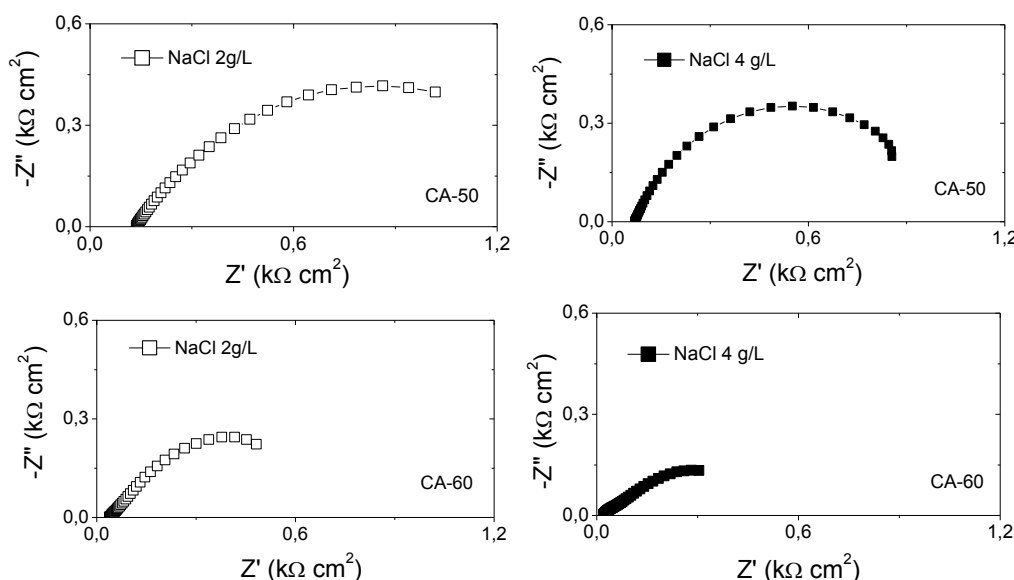 0,6
0,3
0,0
-Z" (kΩ cm²)
NaCl 2g/L
CA-50
0,0
0,6
1,2
Z' (kΩ cm²)
0,6
0,3
0,0
-Z" (kΩ cm²)
NaCl 4 g/L
CA-50
0,0
0,6
1,2
Z' (kΩ cm²)
0,6
0,3
0,0
-Z" (kΩ cm²)
NaCl 2g/L
CA-60
0,0
0,6
1,2
Z' (kΩ cm²)
0,6
0,3
0,0
-Z" (kΩ cm²)
NaCl 4 g/L
CA-60
0,0
0,6
1,2
Z' (kΩ cm²)